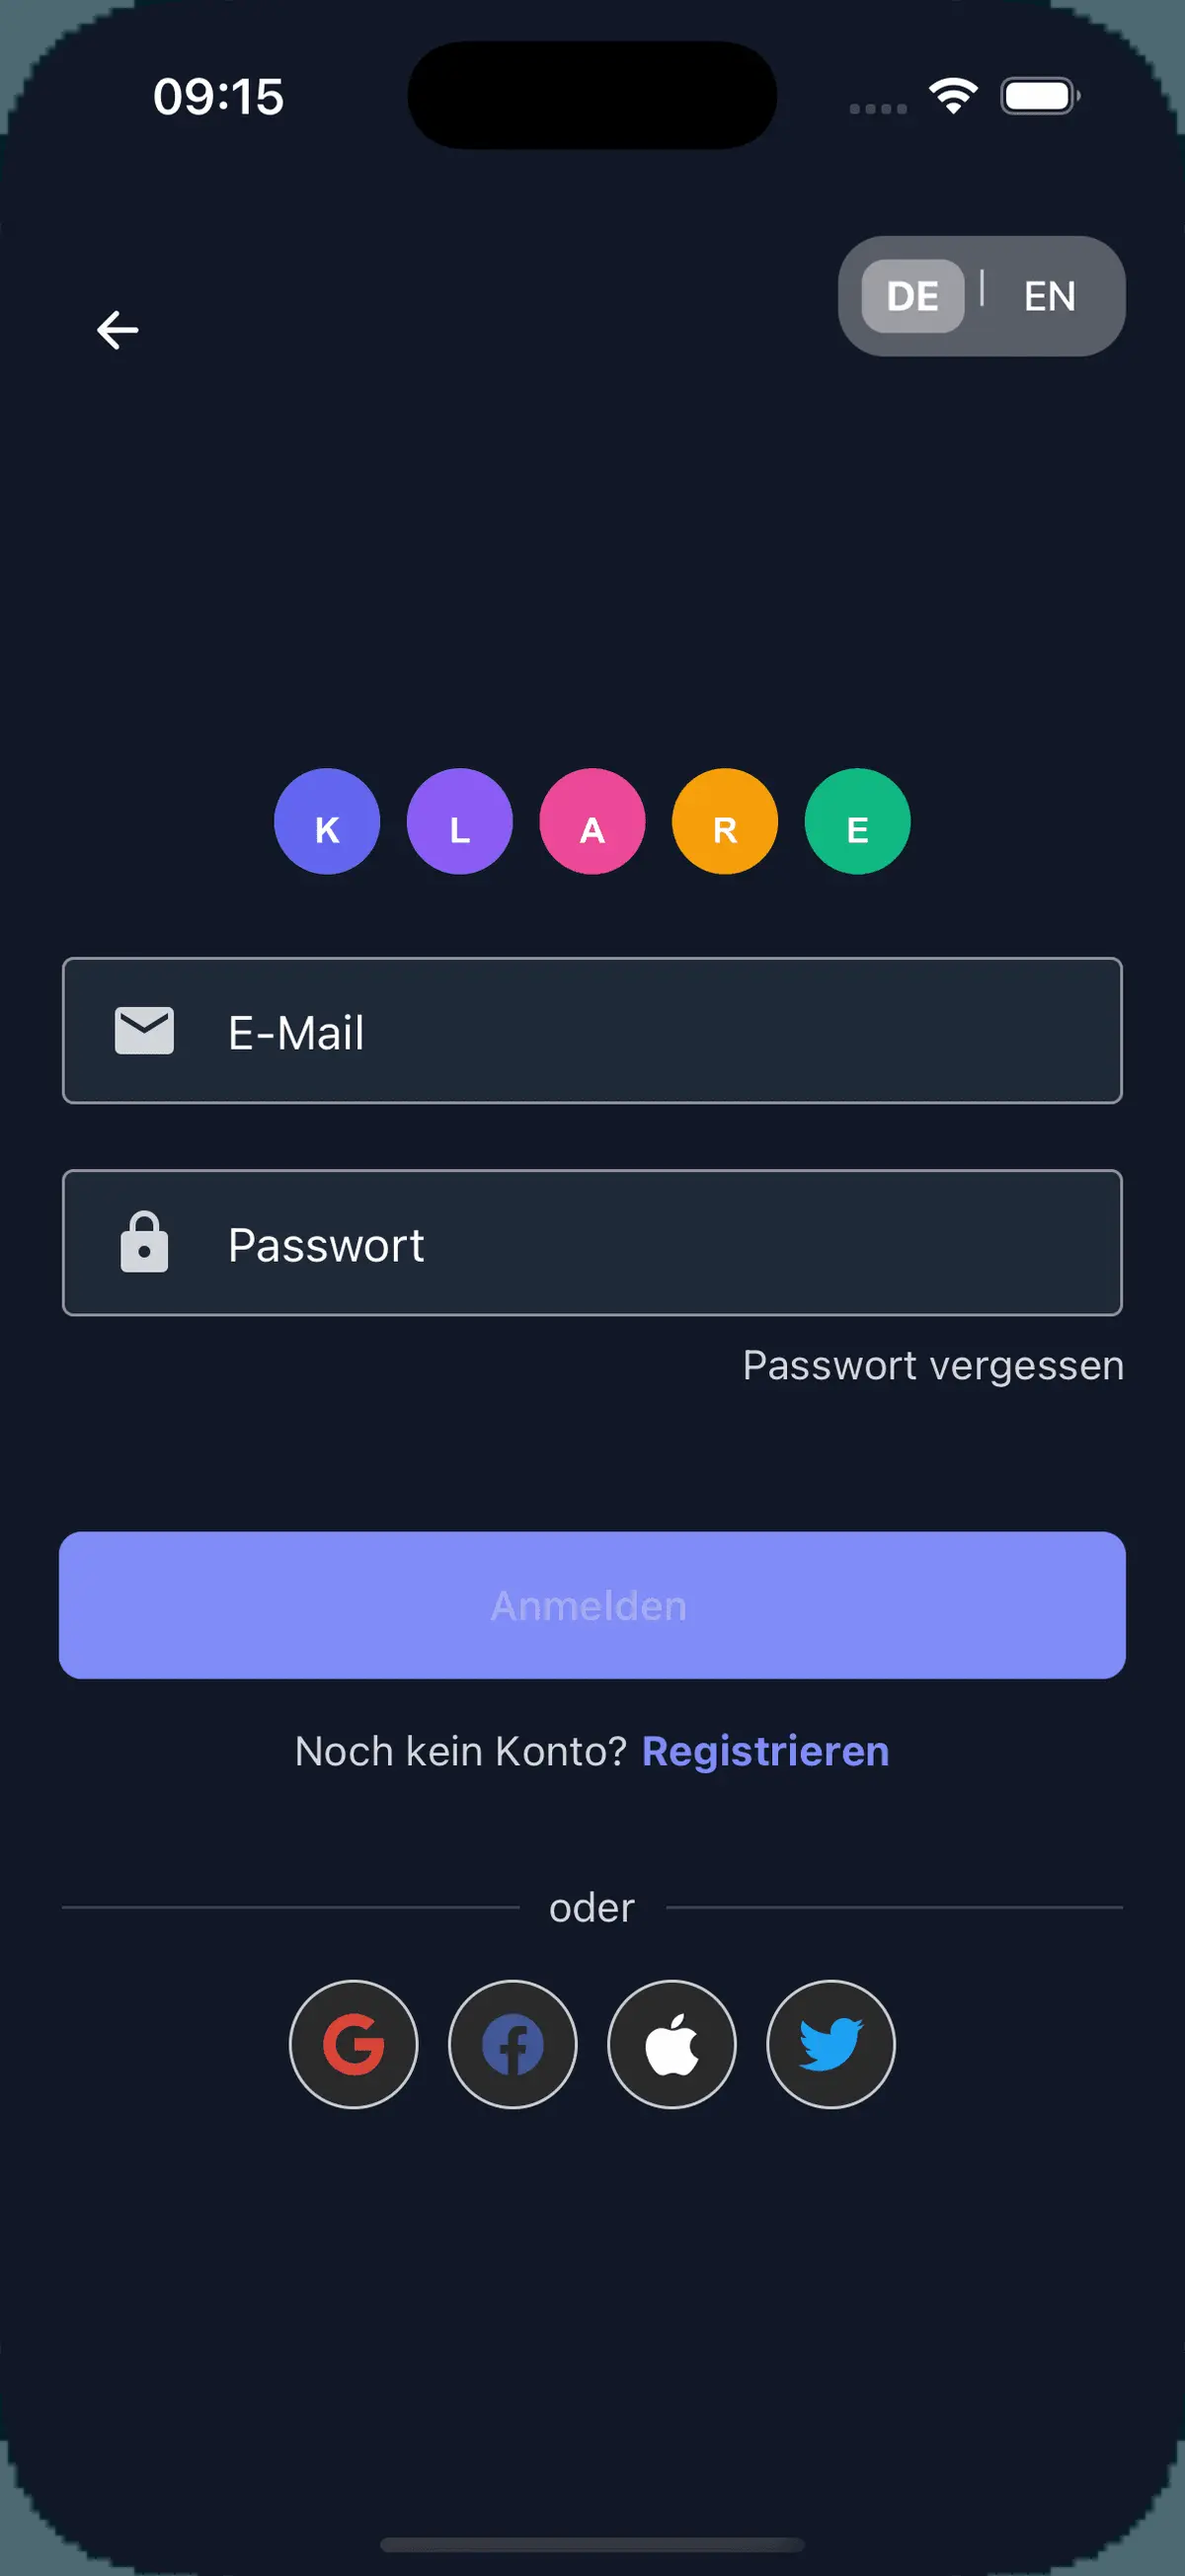 09:15
DE | EN
K L A R E
E-Mail
Passwort
Passwort vergessen
Anmelden
Noch kein Konto? Registrieren
oder